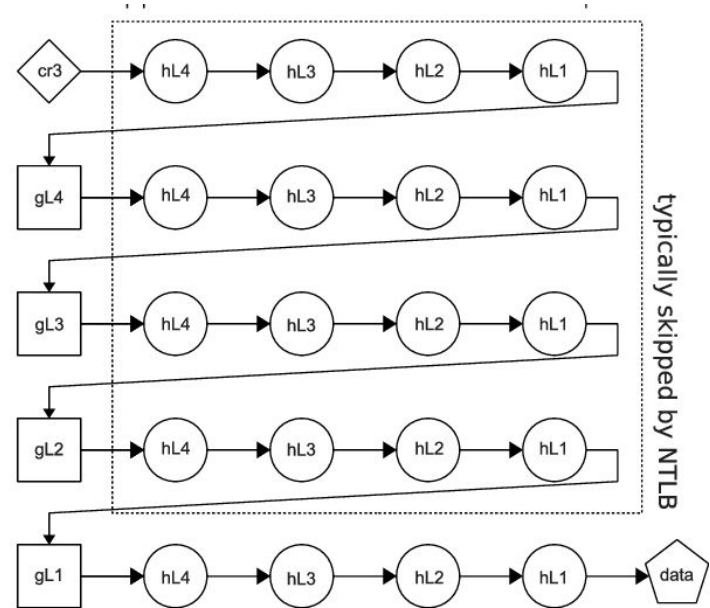 cr3 hL4 hL3 hL2 hL1
gL4 hL4 hL3 hL2 hL1
gL3 hL4 hL3 hL2 hL1
gL2 hL4 hL3 hL2 hL1
gL1 hL4 hL3 hL2 hL1 data
typically skipped by NTLB